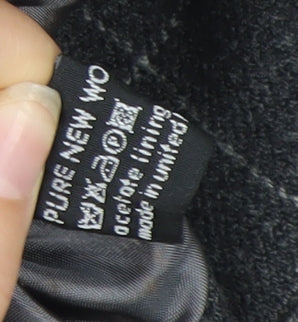 PURE NEW WO
acetate lining
made in united